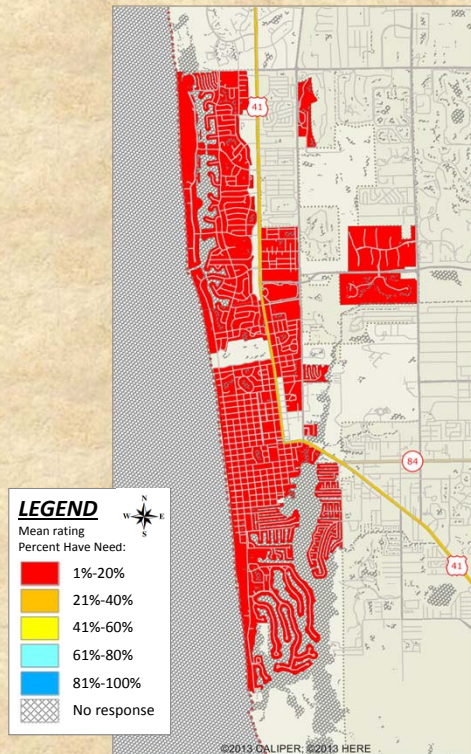 41
84
41
LEGEND
N
W E
S
Mean rating
Percent Have Need:
1%-20%
21%-40%
41%-60%
61%-80%
81%-100%
No response
©2013 CALIPER; ©2013 HERE